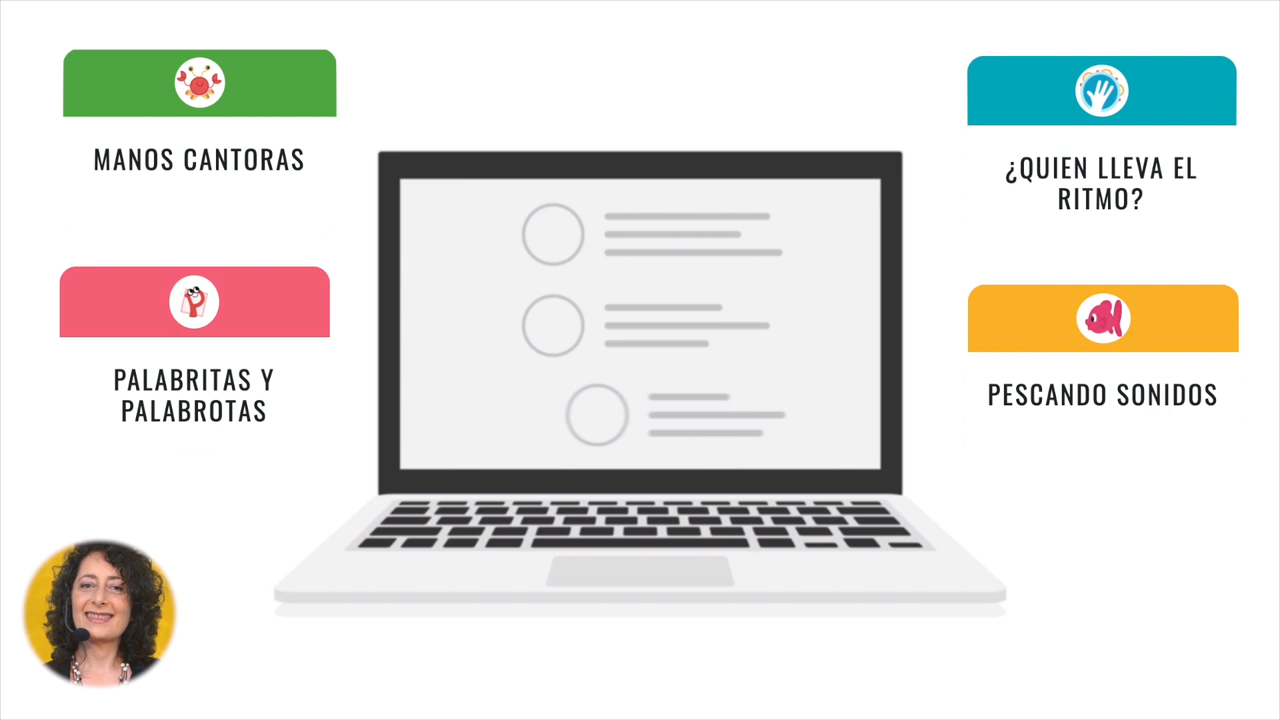 MANOS CANTORAS
¿QUIEN LLEVA EL
RITMO?
PALABRITAS Y
PALABROTAS
PESCANDO SONIDOS